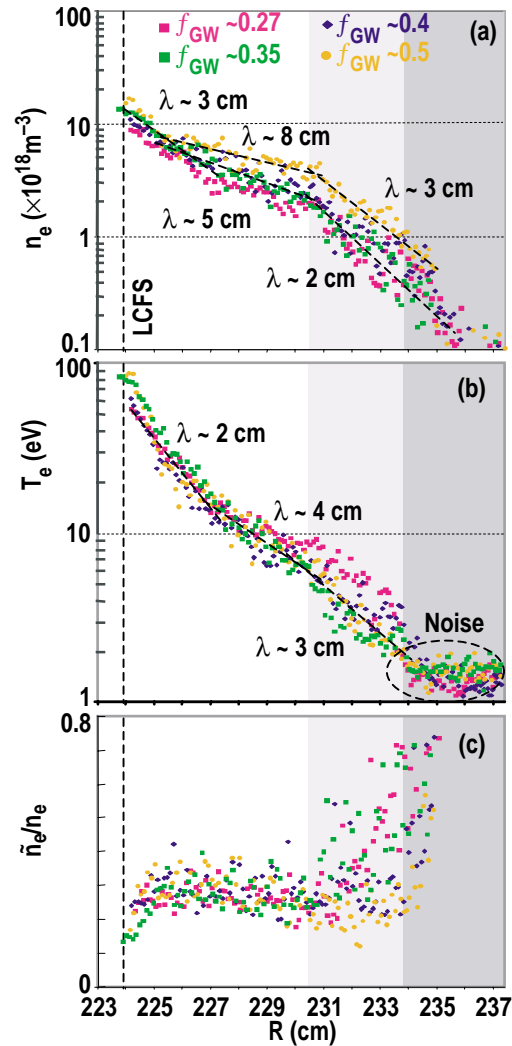 100
f_GW ~0.27 f_GW ~0.4 (a)
f_GW ~0.35 f_GW ~0.5
λ ~ 3 cm
10
λ ~ 8 cm
λ ~ 3 cm
n_e (×10^18 m^−3)
λ ~ 5 cm
1
λ ~ 2 cm
LCFS
0.1
100
(b)
T_e (eV)
λ ~ 2 cm
λ ~ 4 cm
10
Noise
λ ~ 3 cm
1
0.8
(c)
ñ_e/n_e
0
223 225 227 229 231 233 235 237
R (cm)